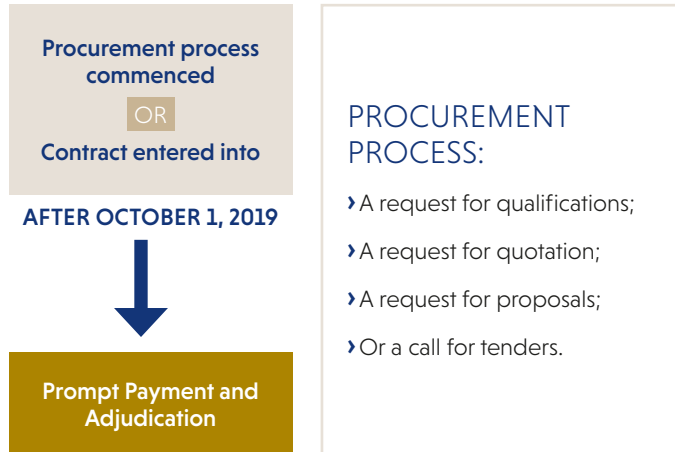 Procurement process
commenced
OR
Contract entered into
AFTER OCTOBER 1, 2019
Prompt Payment and
Adjudication
PROCUREMENT
PROCESS:
› A request for qualifications;
› A request for quotation;
› A request for proposals;
› Or a call for tenders.